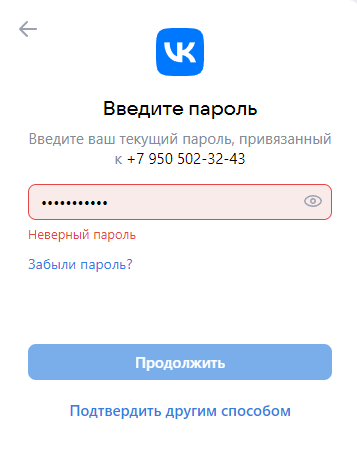 VK
Введите пароль
Введите ваш текущий пароль, привязанный
к +7 950 502-32-43
•••••••••••
Неверный пароль
Забыли пароль?
Продолжить
Подтвердить другим способом